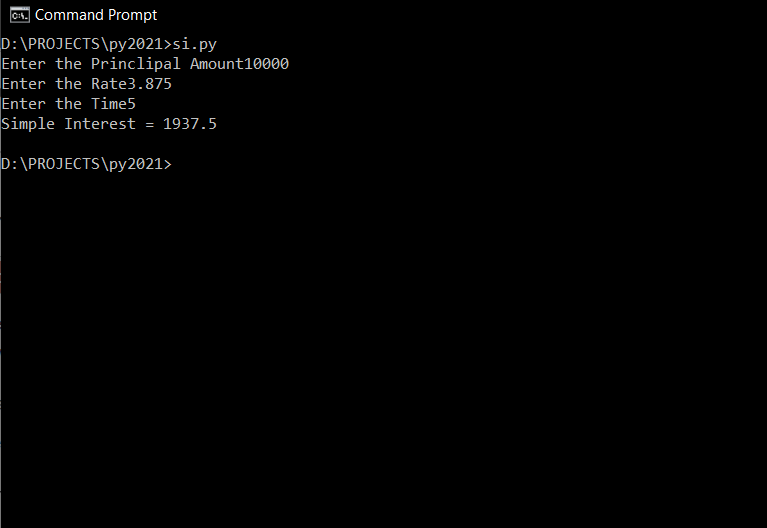 Command Prompt
D:\PROJECTS\py2021>si.py
Enter the Princlipal Amount10000
Enter the Rate3.875
Enter the Time5
Simple Interest = 1937.5
D:\PROJECTS\py2021>